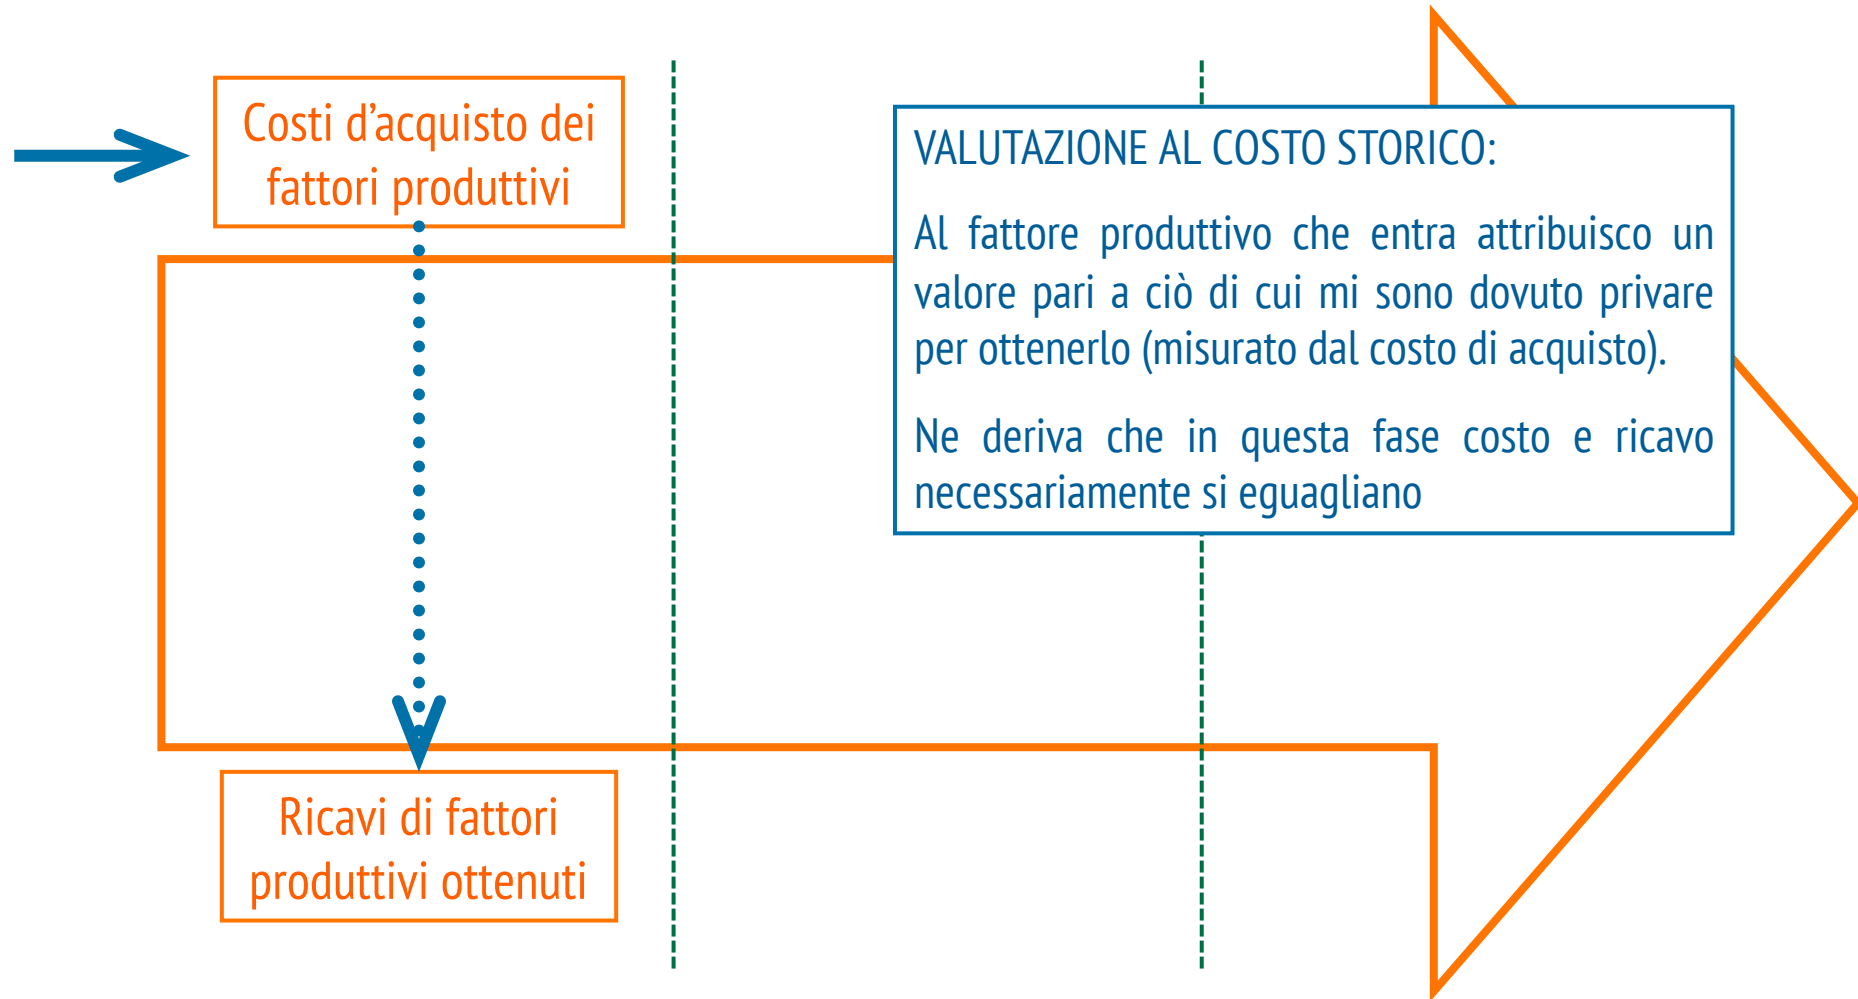 Costi d’acquisto dei
fattori produttivi
VALUTAZIONE AL COSTO STORICO:
Al fattore produttivo che entra attribuisco un
valore pari a ciò di cui mi sono dovuto privare
per ottenerlo (misurato dal costo di acquisto).
Ne deriva che in questa fase costo e ricavo
necessariamente si eguagliano
Ricavi di fattori
produttivi ottenuti